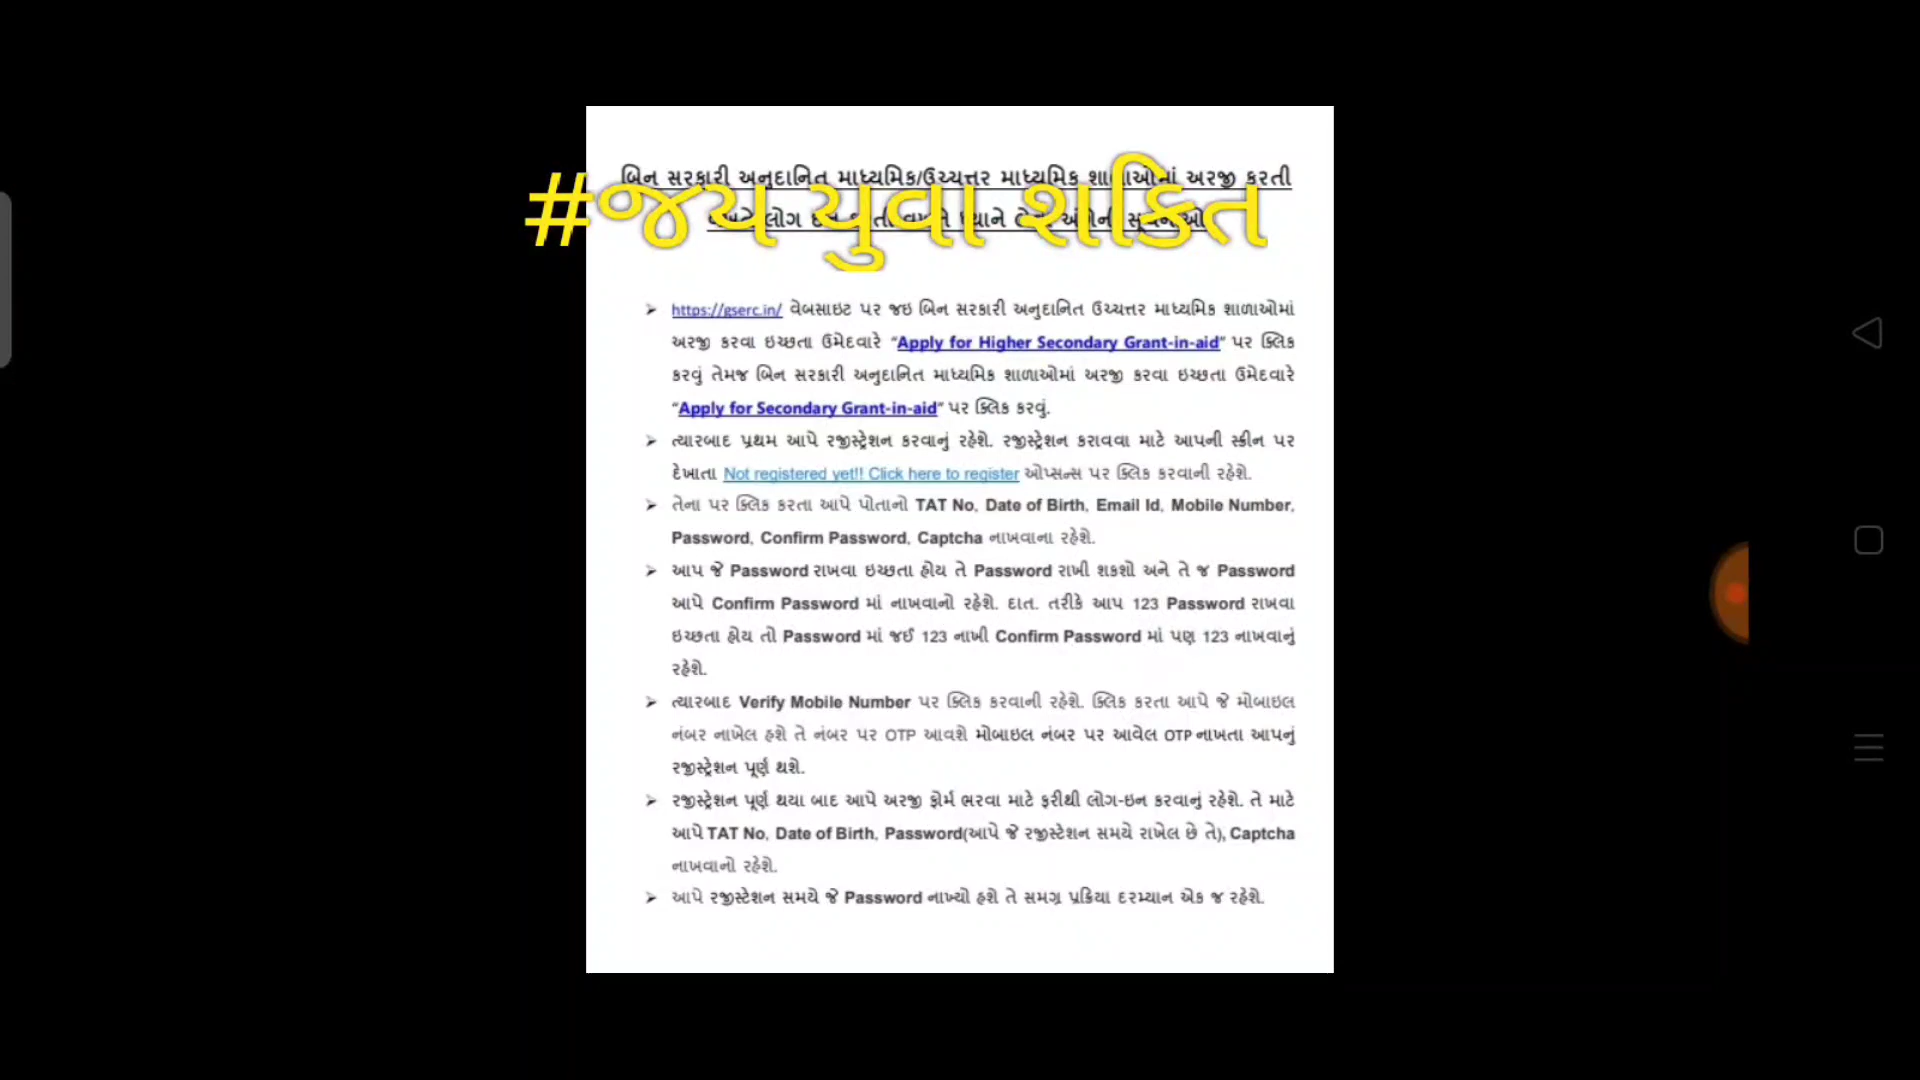 બિન સરકારી અનુદાનિત માધ્યમિક/ઉચ્ચત્તર માધ્યમિક શાળાઓમાં અરજી કરતી
#જય યુવા શક્તિ
➢ https://gserc.in/ વેબસાઇટ પર જઇ બિન સરકારી અનુદાનિત ઉચ્ચત્તર માધ્યમિક શાળાઓમાં
અરજી કરવા ઇચ્છતા ઉમેદવારે “Apply for Higher Secondary Grant-in-aid” પર ક્લિક
કરવું તેમજ બિન સરકારી અનુદાનિત માધ્યમિક શાળાઓમાં અરજી કરવા ઇચ્છતા ઉમેદવારે
“Apply for Secondary Grant-in-aid” પર ક્લિક કરવું.
➢ ત્યારબાદ પ્રથમ આપે રજીસ્ટ્રેશન કરવાનું રહેશે. રજીસ્ટ્રેશન કરાવવા માટે આપની સ્ક્રીન પર
દેખાતા Not registered yet!! Click here to register ઓપ્સન્સ પર ક્લિક કરવાની રહેશે.
➢ તેના પર ક્લિક કરતા આપે પોતાનો TAT No, Date of Birth, Email Id, Mobile Number,
Password, Confirm Password, Captcha નાખવાના રહેશે.
➢ આપ જે Password રાખવા ઇચ્છતા હોય તે Password રાખી શકશો અને તે જ Password
આપે Confirm Password માં નાખવાનો રહેશે. દાત. તરીકે આપ 123 Password રાખવા
ઇચ્છતા હોય તો Password માં જઈ 123 નાખી Confirm Password માં પણ 123 નાખવાનું
રહેશે.
➢ ત્યારબાદ Verify Mobile Number પર ક્લિક કરવાની રહેશે. ક્લિક કરતા આપે જે મોબાઇલ
નંબર નાખેલ હશે તે નંબર પર OTP આવશે મોબાઇલ નંબર પર આવેલ OTP નાખતા આપનું
રજીસ્ટ્રેશન પૂર્ણ થશે.
➢ રજીસ્ટ્રેશન પૂર્ણ થયા બાદ આપે અરજી ફોર્મ ભરવા માટે ફરીથી લોગ-ઇન કરવાનું રહેશે. તે માટે
આપે TAT No, Date of Birth, Password(આપે જે રજીસ્ટેશન સમયે રાખેલ છે તે), Captcha
નાખવાનો રહેશે.
➢ આપે રજીસ્ટેશન સમયે જે Password નાખ્યો હશે તે સમગ્ર પ્રક્રિયા દરમ્યાન એક જ રહેશે.